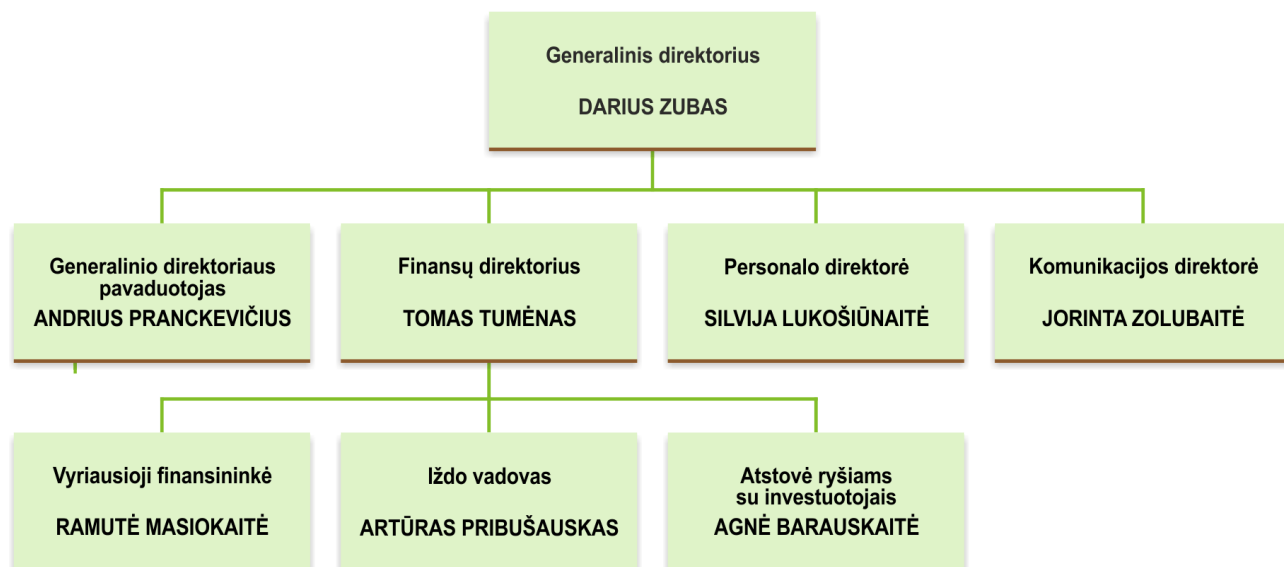 Generalinis direktorius
DARIUS ZUBAS
Generalinio direktoriaus
pavaduotojas
ANDRIUS PRANCKEVIČIUS
Finansų direktorius
TOMAS TUMĖNAS
Personalo direktorė
SILVIJA LUKOŠIŪNAITĖ
Komunikacijos direktorė
JORINTA ZOLUBAITĖ
Vyriausioji finansininkė
RAMUTĖ MASIOKAITĖ
Iždo vadovas
ARTŪRAS PRIBUŠAUSKAS
Atstovė ryšiams
su investuotojais
AGNĖ BARAUSKAITĖ